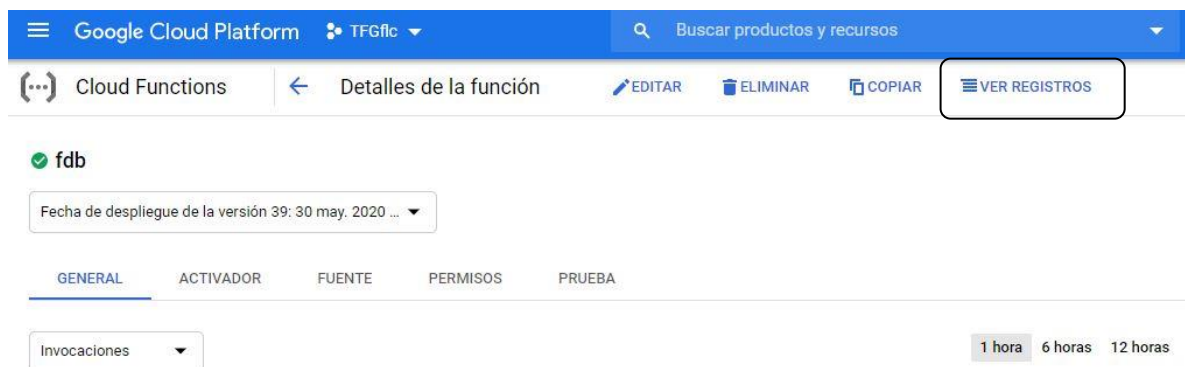 Google Cloud Platform TFGflc Buscar productos y recursos
Cloud Functions Detalles de la función EDITAR ELIMINAR COPIAR VER REGISTROS
fdb
Fecha de despliegue de la versión 39: 30 may. 2020 ...
GENERAL ACTIVADOR FUENTE PERMISOS PRUEBA
Invocaciones 1 hora 6 horas 12 horas